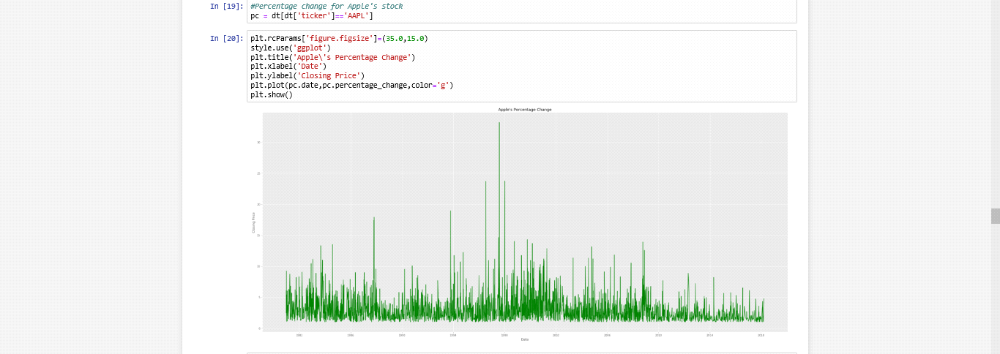 In [19]: #Percentage change for Apple's stock
pc = dt[dt['ticker']=='AAPL']
In [20]: plt.rcParams['figure.figsize']=(35.0,15.0)
style.use('ggplot')
plt.title('Apple\'s Percentage Change')
plt.xlabel('Date')
plt.ylabel('Closing Price')
plt.plot(pc.date,pc.percentage_change,color='g')
plt.show()
Apple's Percentage Change
Closing Price
30
25
20
15
10
5
0
1982 1986 1990 1994 1998 2002 2006 2010 2014 2018
Date